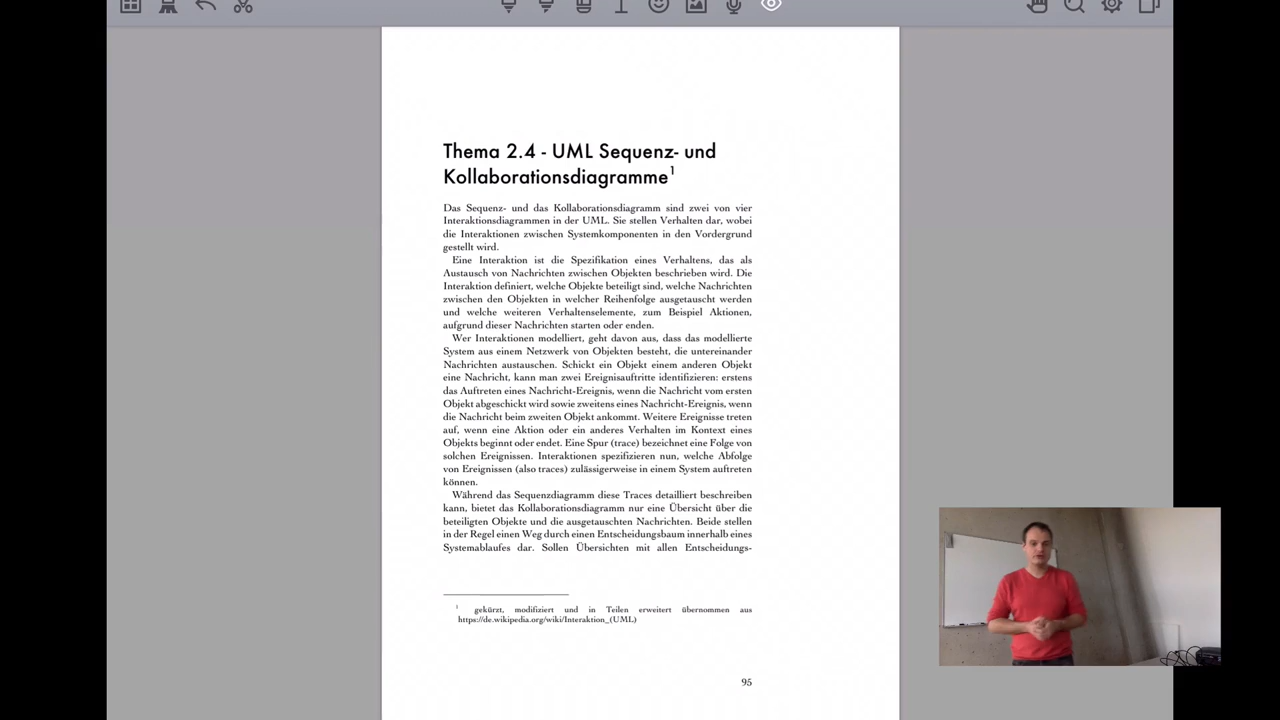 Thema 2.4 - UML Sequenz- und
Kollaborationsdiagramme¹
Das Sequenz- und das Kollaborationsdiagramm sind zwei von vier
Interaktionsdiagrammen in der UML. Sie stellen Verhalten dar, wobei
die Interaktionen zwischen Systemkomponenten in den Vordergrund
gestellt wird.
Eine Interaktion ist die Spezifikation eines Verhaltens, das als
Austausch von Nachrichten zwischen Objekten beschrieben wird. Die
Interaktion definiert, welche Objekte beteiligt sind, welche Nachrichten
zwischen den Objekten in welcher Reihenfolge ausgetauscht werden
und welche weiteren Verhaltenselemente, zum Beispiel Aktionen,
aufgrund dieser Nachrichten starten oder enden.
Wer Interaktionen modelliert, geht davon aus, dass das modellierte
System aus einem Netzwerk von Objekten besteht, die untereinander
Nachrichten austauschen. Schickt ein Objekt einem anderen Objekt
eine Nachricht, kann man zwei Ereignisauftritte identifizieren: erstens
das Auftreten eines Nachricht-Ereignis, wenn die Nachricht vom ersten
Objekt abgeschickt wird sowie zweitens eines Nachricht-Ereignis, wenn
die Nachricht beim zweiten Objekt ankommt. Weitere Ereignisse treten
auf, wenn eine Aktion oder ein anderes Verhalten im Kontext eines
Objekts beginnt oder endet. Eine Spur (trace) bezeichnet eine Folge von
solchen Ereignissen. Interaktionen spezifizieren nun, welche Abfolge
von Ereignissen (also traces) zulässigerweise in einem System auftreten
können.
Während das Sequenzdiagramm diese Traces detailliert beschreiben
kann, bietet das Kollaborationsdiagramm nur eine Übersicht über die
beteiligten Objekte und die ausgetauschten Nachrichten. Beide stellen
in der Regel einen Weg durch einen Entscheidungsbaum innerhalb eines
Systemablaufes dar. Sollen Übersichten mit allen Entscheidungs-
¹ gekürzt, modifiziert und in Teilen erweitert übernommen aus
https://de.wikipedia.org/wiki/Interaktion_(UML)
95